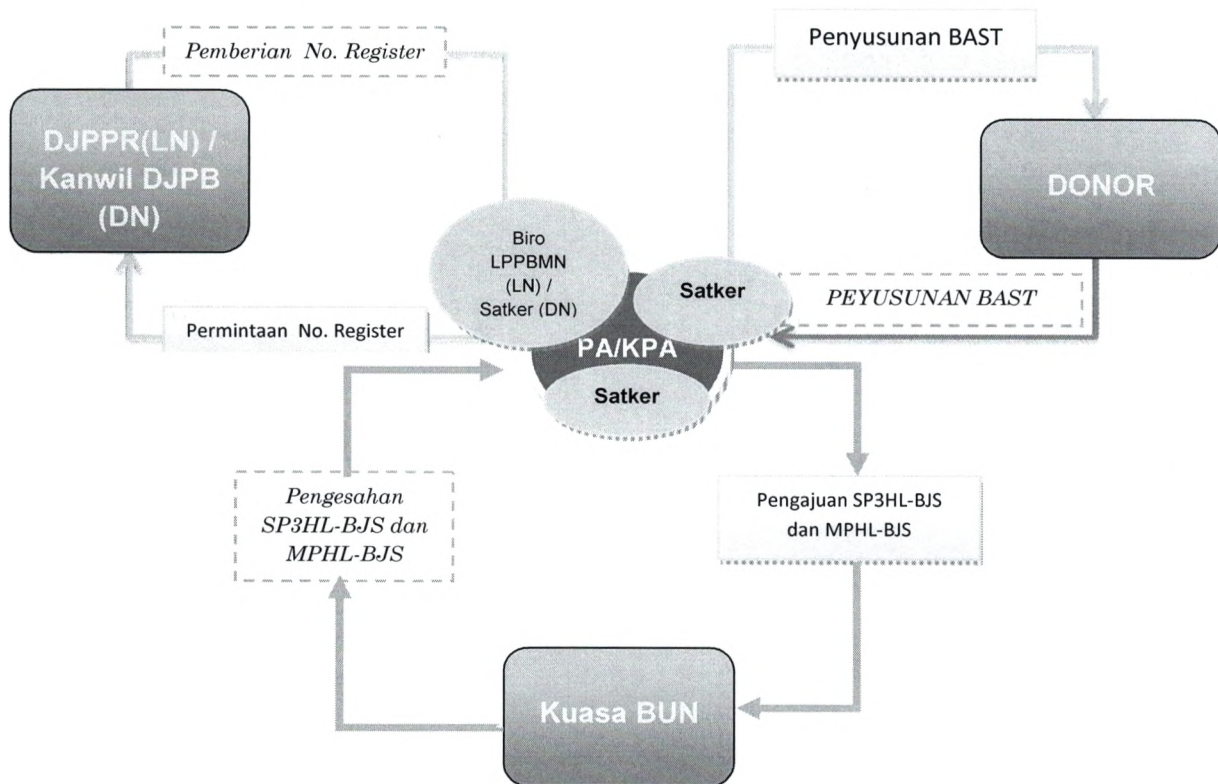 Pemberian No. Register
Penyusunan BAST
DJPPR(LN) /
Kanwil DJPB
(DN)
DONOR
Biro
LPPBMN
(LN) /
Satker (DN)
Satker
PEYUSUNAN BAST
Permintaan No. Register
PA/KPA
Satker
Pengesahan
SP3HL-BJS dan
MPHL-BJS
Pengajuan SP3HL-BJS
dan MPHL-BJS
Kuasa BUN